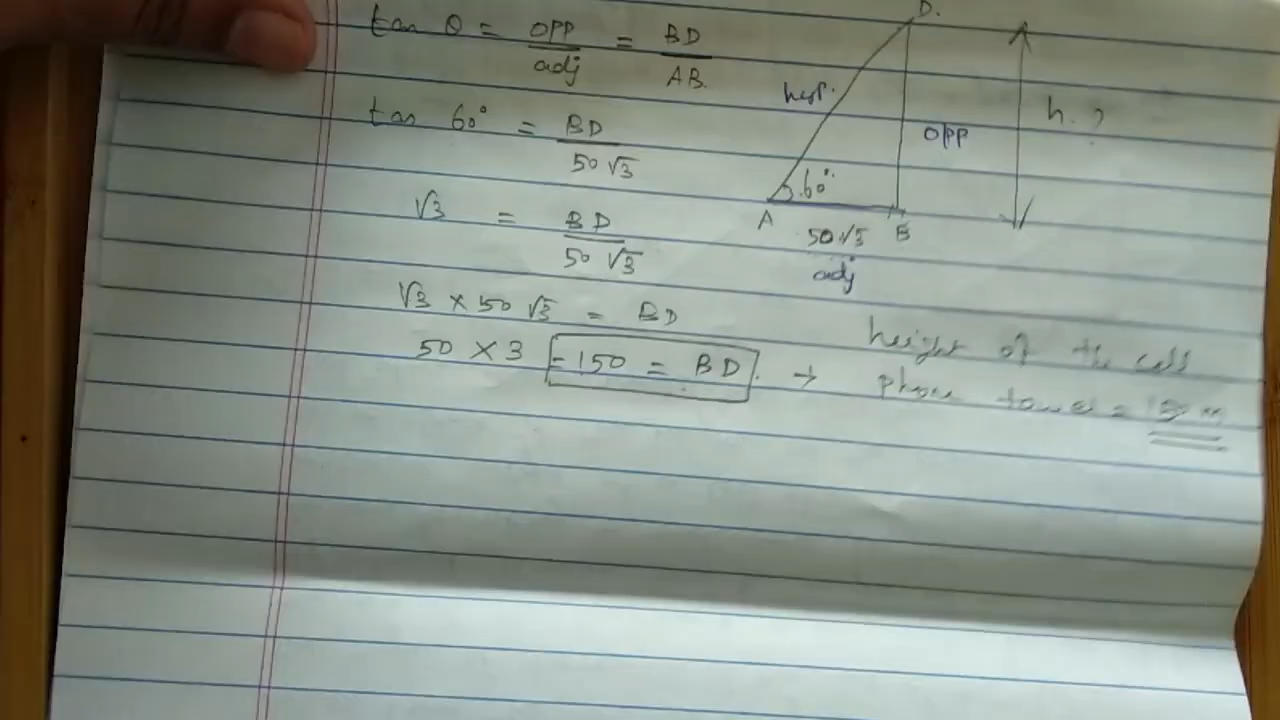 tan θ = opp/adj = BD/AB.
tan 60° = BD/50√3
√3 = BD/50√3
√3 × 50√3 = BD
50 × 3 = 150 = BD. → height of the cell
phone tower = 150 m
D.
hyp.
opp
h. ?
60°
A
50√3
B
adj